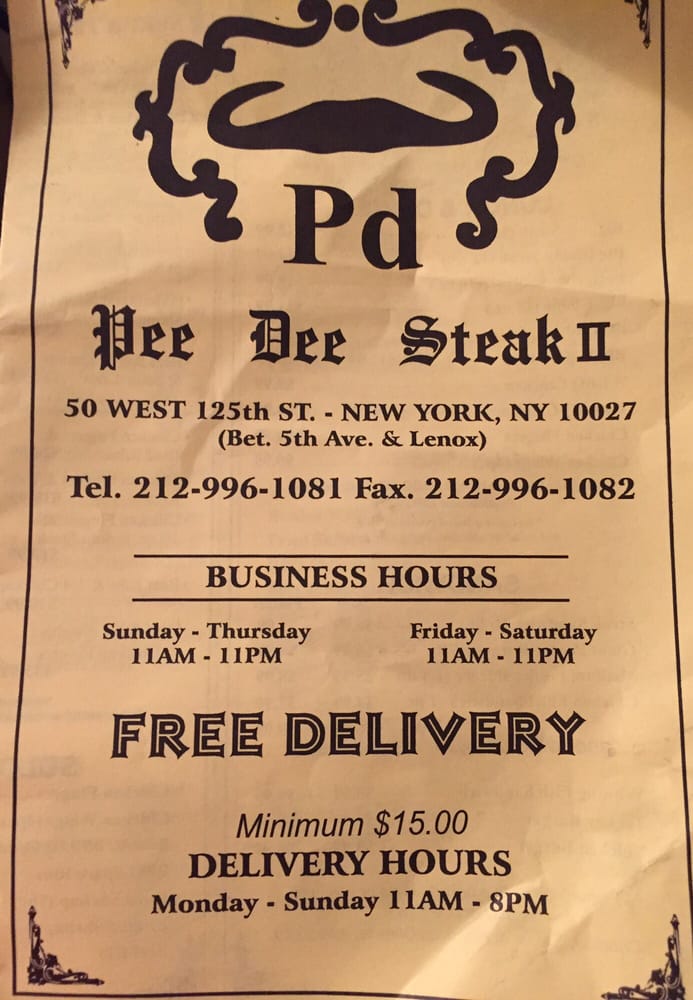 Pd
Pee Dee Steak II
50 WEST 125th ST. - NEW YORK, NY 10027
(Bet. 5th Ave. & Lenox)
Tel. 212-996-1081 Fax. 212-996-1082
BUSINESS HOURS
Sunday - Thursday
11AM - 11PM
Friday - Saturday
11AM - 11PM
FREE DELIVERY
Minimum $15.00
DELIVERY HOURS
Monday - Sunday 11AM - 8PM